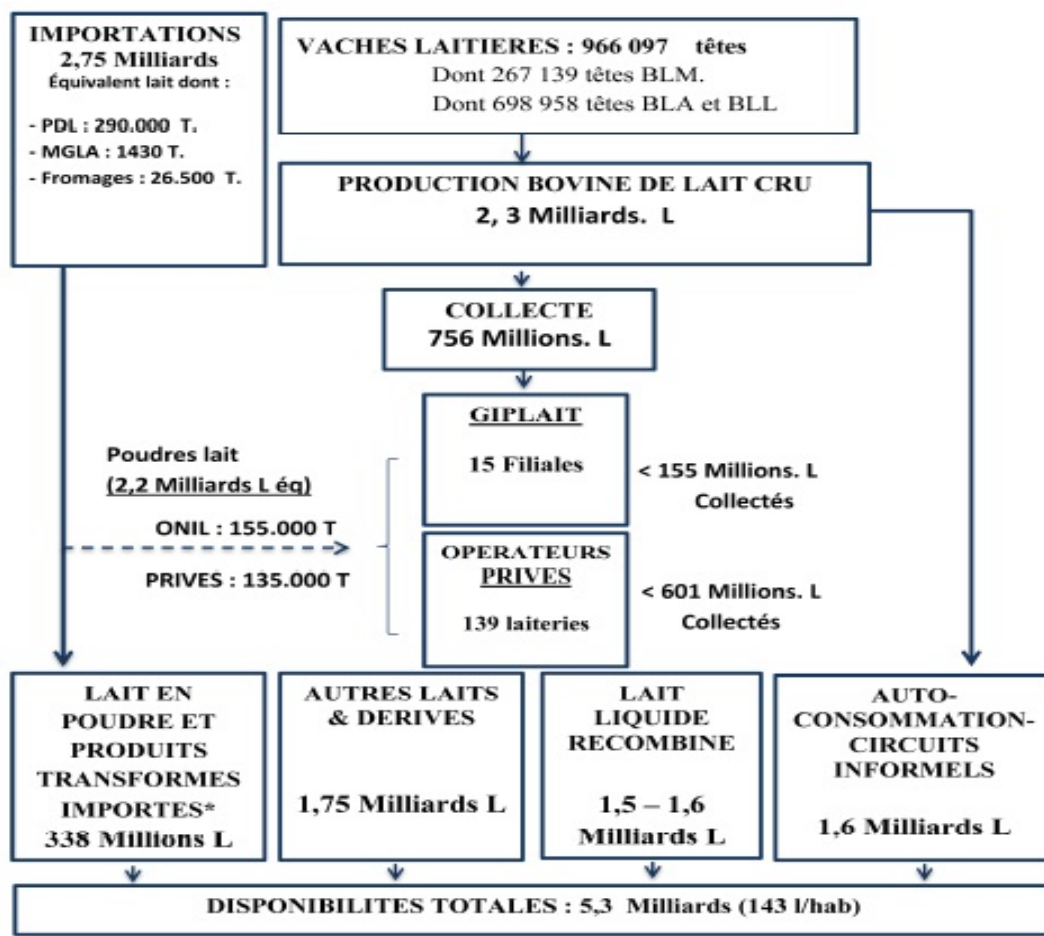 IMPORTATIONS
2,75 Milliards
Équivalent lait dont :
- PDL : 290.000 T.
- MGLA : 1430 T.
- Fromages : 26.500 T.
VACHES LAITIERES : 966 097 têtes
Dont 267 139 têtes BLM.
Dont 698 958 têtes BLA et BLL
PRODUCTION BOVINE DE LAIT CRU
2, 3 Milliards. L
COLLECTE
756 Millions. L
GIPLAIT
15 Filiales
< 155 Millions. L
Collectés
Poudres lait
(2,2 Milliards L éq)
ONIL : 155.000 T
PRIVES : 135.000 T
OPERATEURS
PRIVES
139 laiteries
< 601 Millions. L
Collectés
LAIT EN
POUDRE ET
PRODUITS
TRANSFORMES
IMPORTES*
338 Millions L
AUTRES LAITS
& DERIVES
1,75 Milliards L
LAIT
LIQUIDE
RECOMBINE
1,5 – 1,6
Milliards L
AUTO-
CONSOMMATION-
CIRCUITS
INFORMELS
1,6 Milliards L
DISPONIBILITES TOTALES : 5,3 Milliards (143 l/hab)